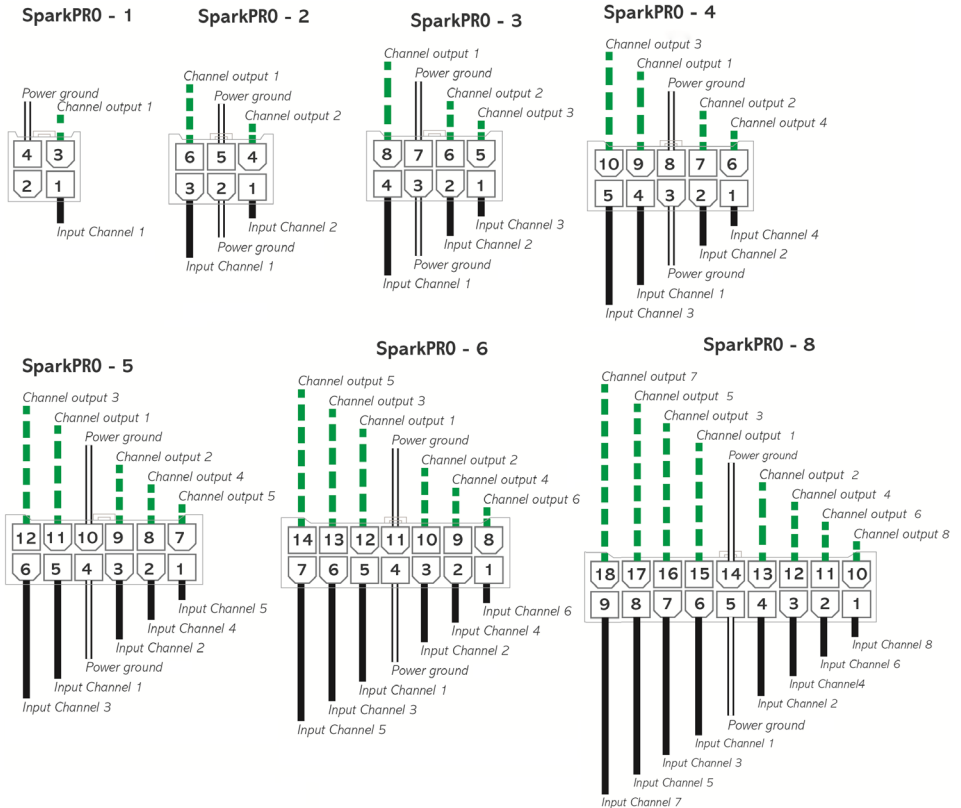 SparkPRO - 1
Power ground
Channel output 1
4 3
2 1
Input Channel 1
SparkPRO - 2
Channel output 1
Power ground
Channel output 2
6 5 4
3 2 1
Input Channel 2
Power ground
Input Channel 1
SparkPRO - 3
Channel output 1
Power ground
Channel output 2
Channel output 3
8 7 6 5
4 3 2 1
Input Channel 3
Input Channel 2
Power ground
Input Channel 1
SparkPRO - 4
Channel output 3
Channel output 1
Power ground
Channel output 2
Channel output 4
10 9 8 7 6
5 4 3 2 1
Input Channel 4
Input Channel 2
Power ground
Input Channel 1
Input Channel 3
SparkPRO - 5
Channel output 3
Channel output 1
Power ground
Channel output 2
Channel output 4
Channel output 5
12 11 10 9 8 7
6 5 4 3 2 1
Input Channel 5
Input Channel 4
Input Channel 2
Power ground
Input Channel 1
Input Channel 3
SparkPRO - 6
Channel output 5
Channel output 3
Channel output 1
Power ground
Channel output 2
Channel output 4
Channel output 6
14 13 12 11 10 9 8
7 6 5 4 3 2 1
Input Channel 6
Input Channel 4
Input Channel 2
Power ground
Input Channel 1
Input Channel 3
Input Channel 5
SparkPRO - 8
Channel output 7
Channel output 5
Channel output 3
Channel output 1
Power ground
Channel output 2
Channel output 4
Channel output 6
Channel output 8
18 17 16 15 14 13 12 11 10
9 8 7 6 5 4 3 2 1
Input Channel 8
Input Channel 6
Input Channel4
Input Channel 2
Power ground
Input Channel 1
Input Channel 3
Input Channel 5
Input Channel 7